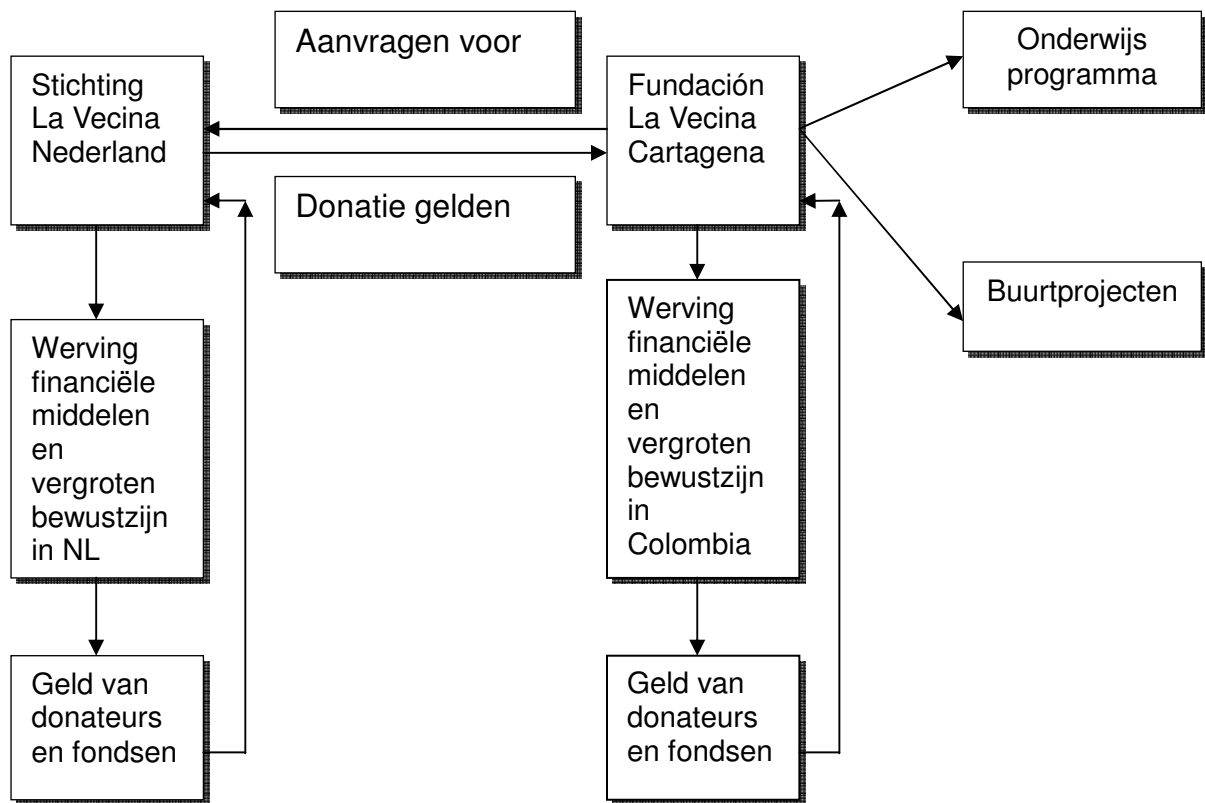 Stichting
La Vecina
Nederland
Aanvragen voor
Donatie gelden
Fundación
La Vecina
Cartagena
Onderwijs
programma
Buurtprojecten
Werving
financiële
middelen
en
vergroten
bewustzijn
in NL
Werving
financiële
middelen
en
vergroten
bewustzijn
in
Colombia
Geld van
donateurs
en fondsen
Geld van
donateurs
en fondsen